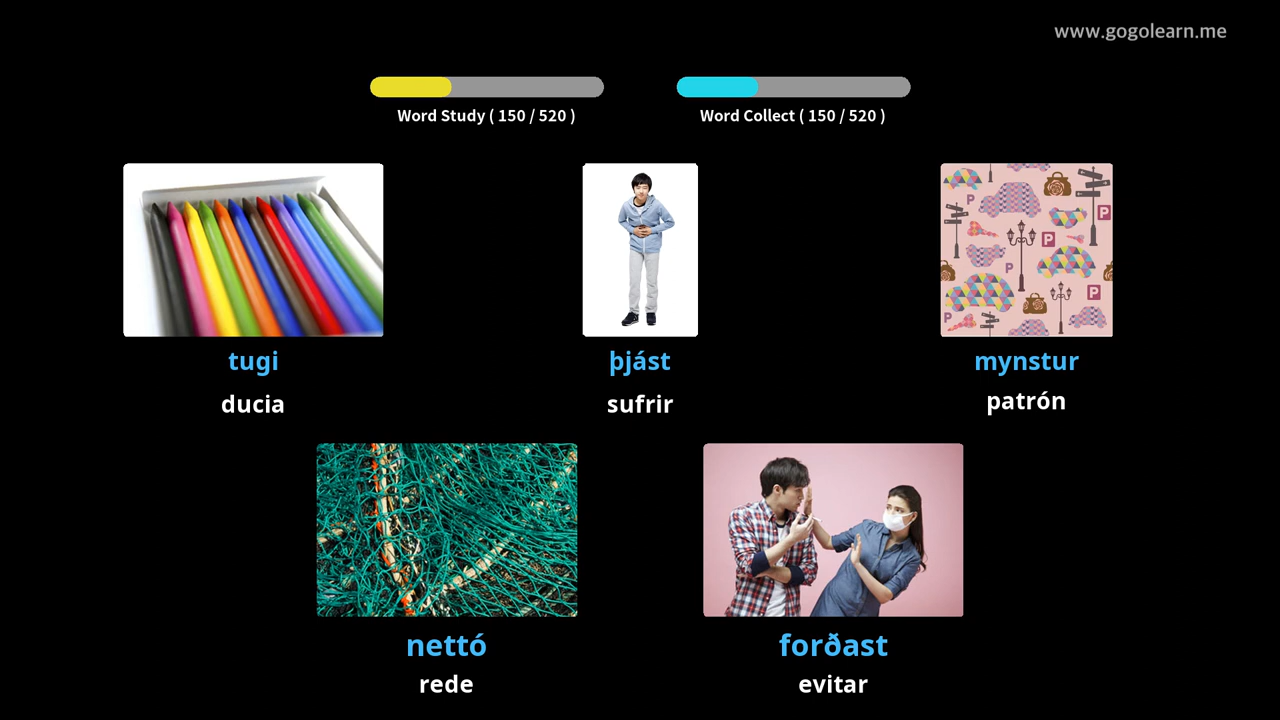 www.gogolearn.me
Word Study ( 150 / 520 )
Word Collect ( 150 / 520 )
tugi
þjást
mynstur
ducia
sufrir
patrón
nettó
forðast
rede
evitar